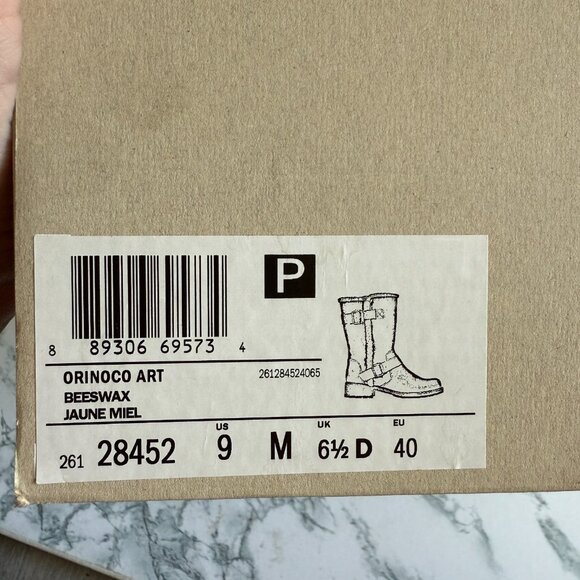 P
8 89306 69573 4
ORINOCO ART 261284524065
BEESWAX
JAUNE MIEL
US UK EU
261 28452 9 M 6½ D 40